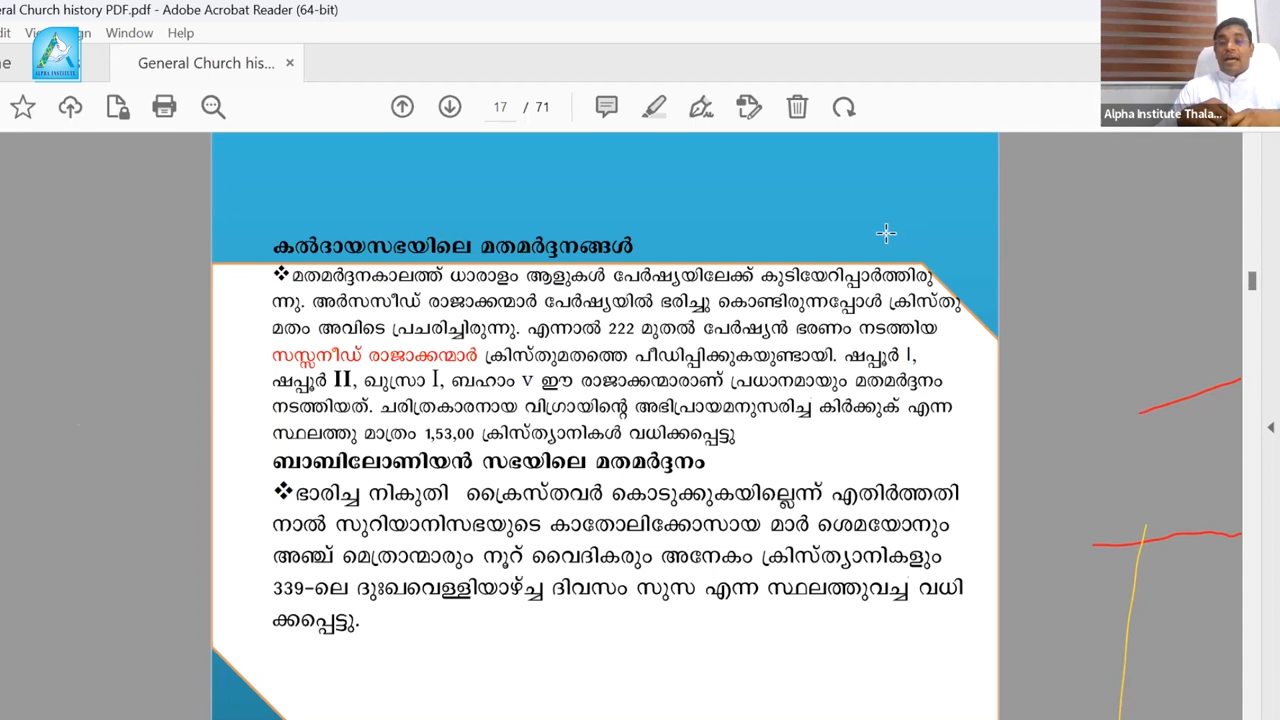 eral Church history PDF.pdf - Adobe Acrobat Reader (64-bit)
Window Help
ALPHA INSTITUTE
General Church his... ×
17 / 71
Alpha Institute Thala...
കൽദായസഭയിലെ മതമർദ്ദനങ്ങൾ
❖മതമർദ്ദനകാലത്ത് ധാരാളം ആളുകൾ പേർഷ്യയിലേക്ക് കുടിയേറിപ്പാർത്തിരു
ന്നു. അർസസീഡ് രാജാക്കന്മാർ പേർഷ്യയിൽ ഭരിച്ചു കൊണ്ടിരുന്നപ്പോൾ ക്രിസ്തു
മതം അവിടെ പ്രചരിച്ചിരുന്നു. എന്നാൽ 222 മുതൽ പേർഷ്യൻ ഭരണം നടത്തിയ
സസ്സനീഡ് രാജാക്കന്മാർ ക്രിസ്തുമതത്തെ പീഡിപ്പിക്കുകയുണ്ടായി. ഷപ്പൂർ I,
ഷപ്പൂർ II, ഖുസ്രാ I, ബഹാം v ഈ രാജാക്കന്മാരാണ് പ്രധാനമായും മതമർദ്ദനം
നടത്തിയത്. ചരിത്രകാരനായ വിഗ്രായിന്റെ അഭിപ്രായമനുസരിച്ച് കിർക്കുക് എന്ന
സ്ഥലത്തു മാത്രം 1,53,00 ക്രിസ്ത്യാനികൾ വധിക്കപ്പെട്ടു
ബാബിലോണിയൻ സഭയിലെ മതമർദ്ദനം
❖ഭാരിച്ച നികുതി ക്രൈസ്തവർ കൊടുക്കുകയില്ലെന്ന് എതിർത്തതി
നാൽ സുറിയാനിസഭയുടെ കാതോലിക്കോസായ മാർ ശെമയോനും
അഞ്ച് മെത്രാന്മാരും നൂറ് വൈദികരും അനേകം ക്രിസ്ത്യാനികളും
339-ലെ ദുഃഖവെള്ളിയാഴ്ച്ച ദിവസം സുസ എന്ന സ്ഥലത്തുവച്ച് വധി
ക്കപ്പെട്ടു.